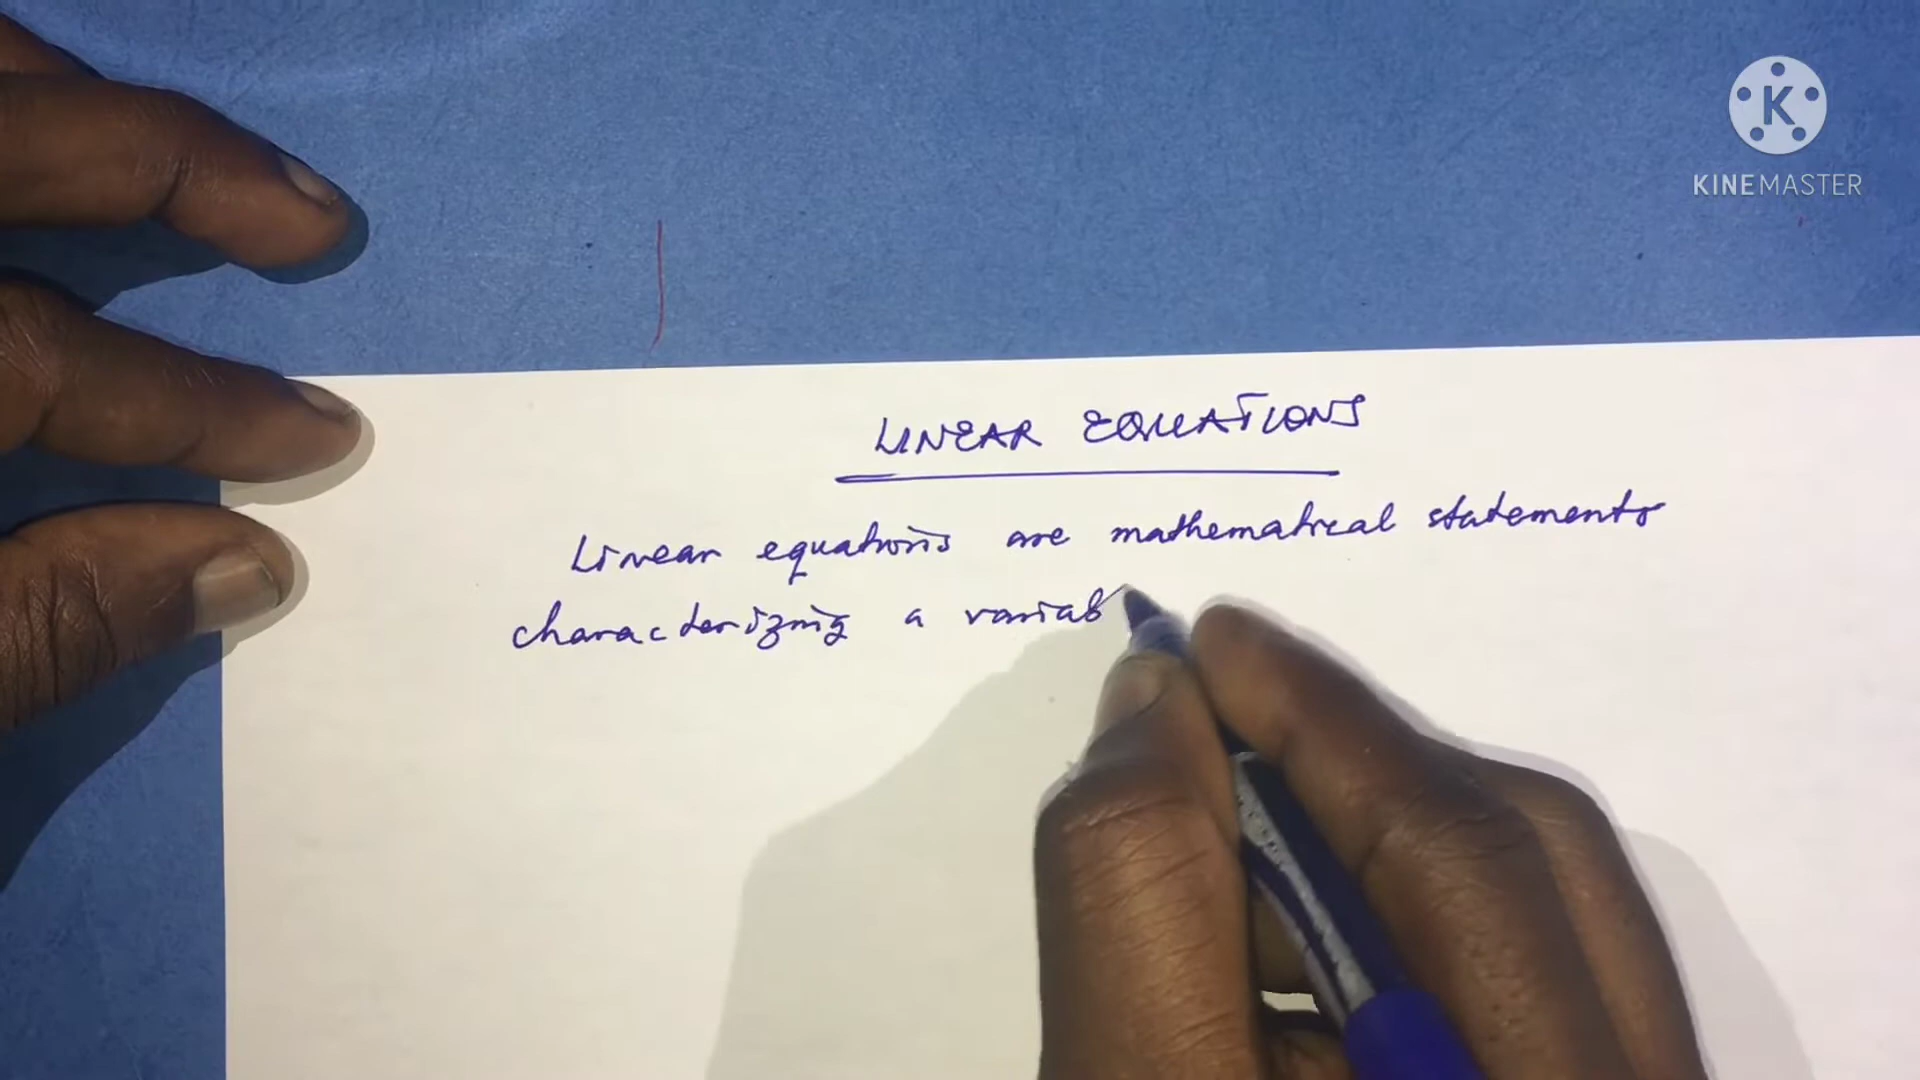 K
KINEMASTER
LINEAR EQUATIONS
Linear equations are mathematical statements
characterizing a variab